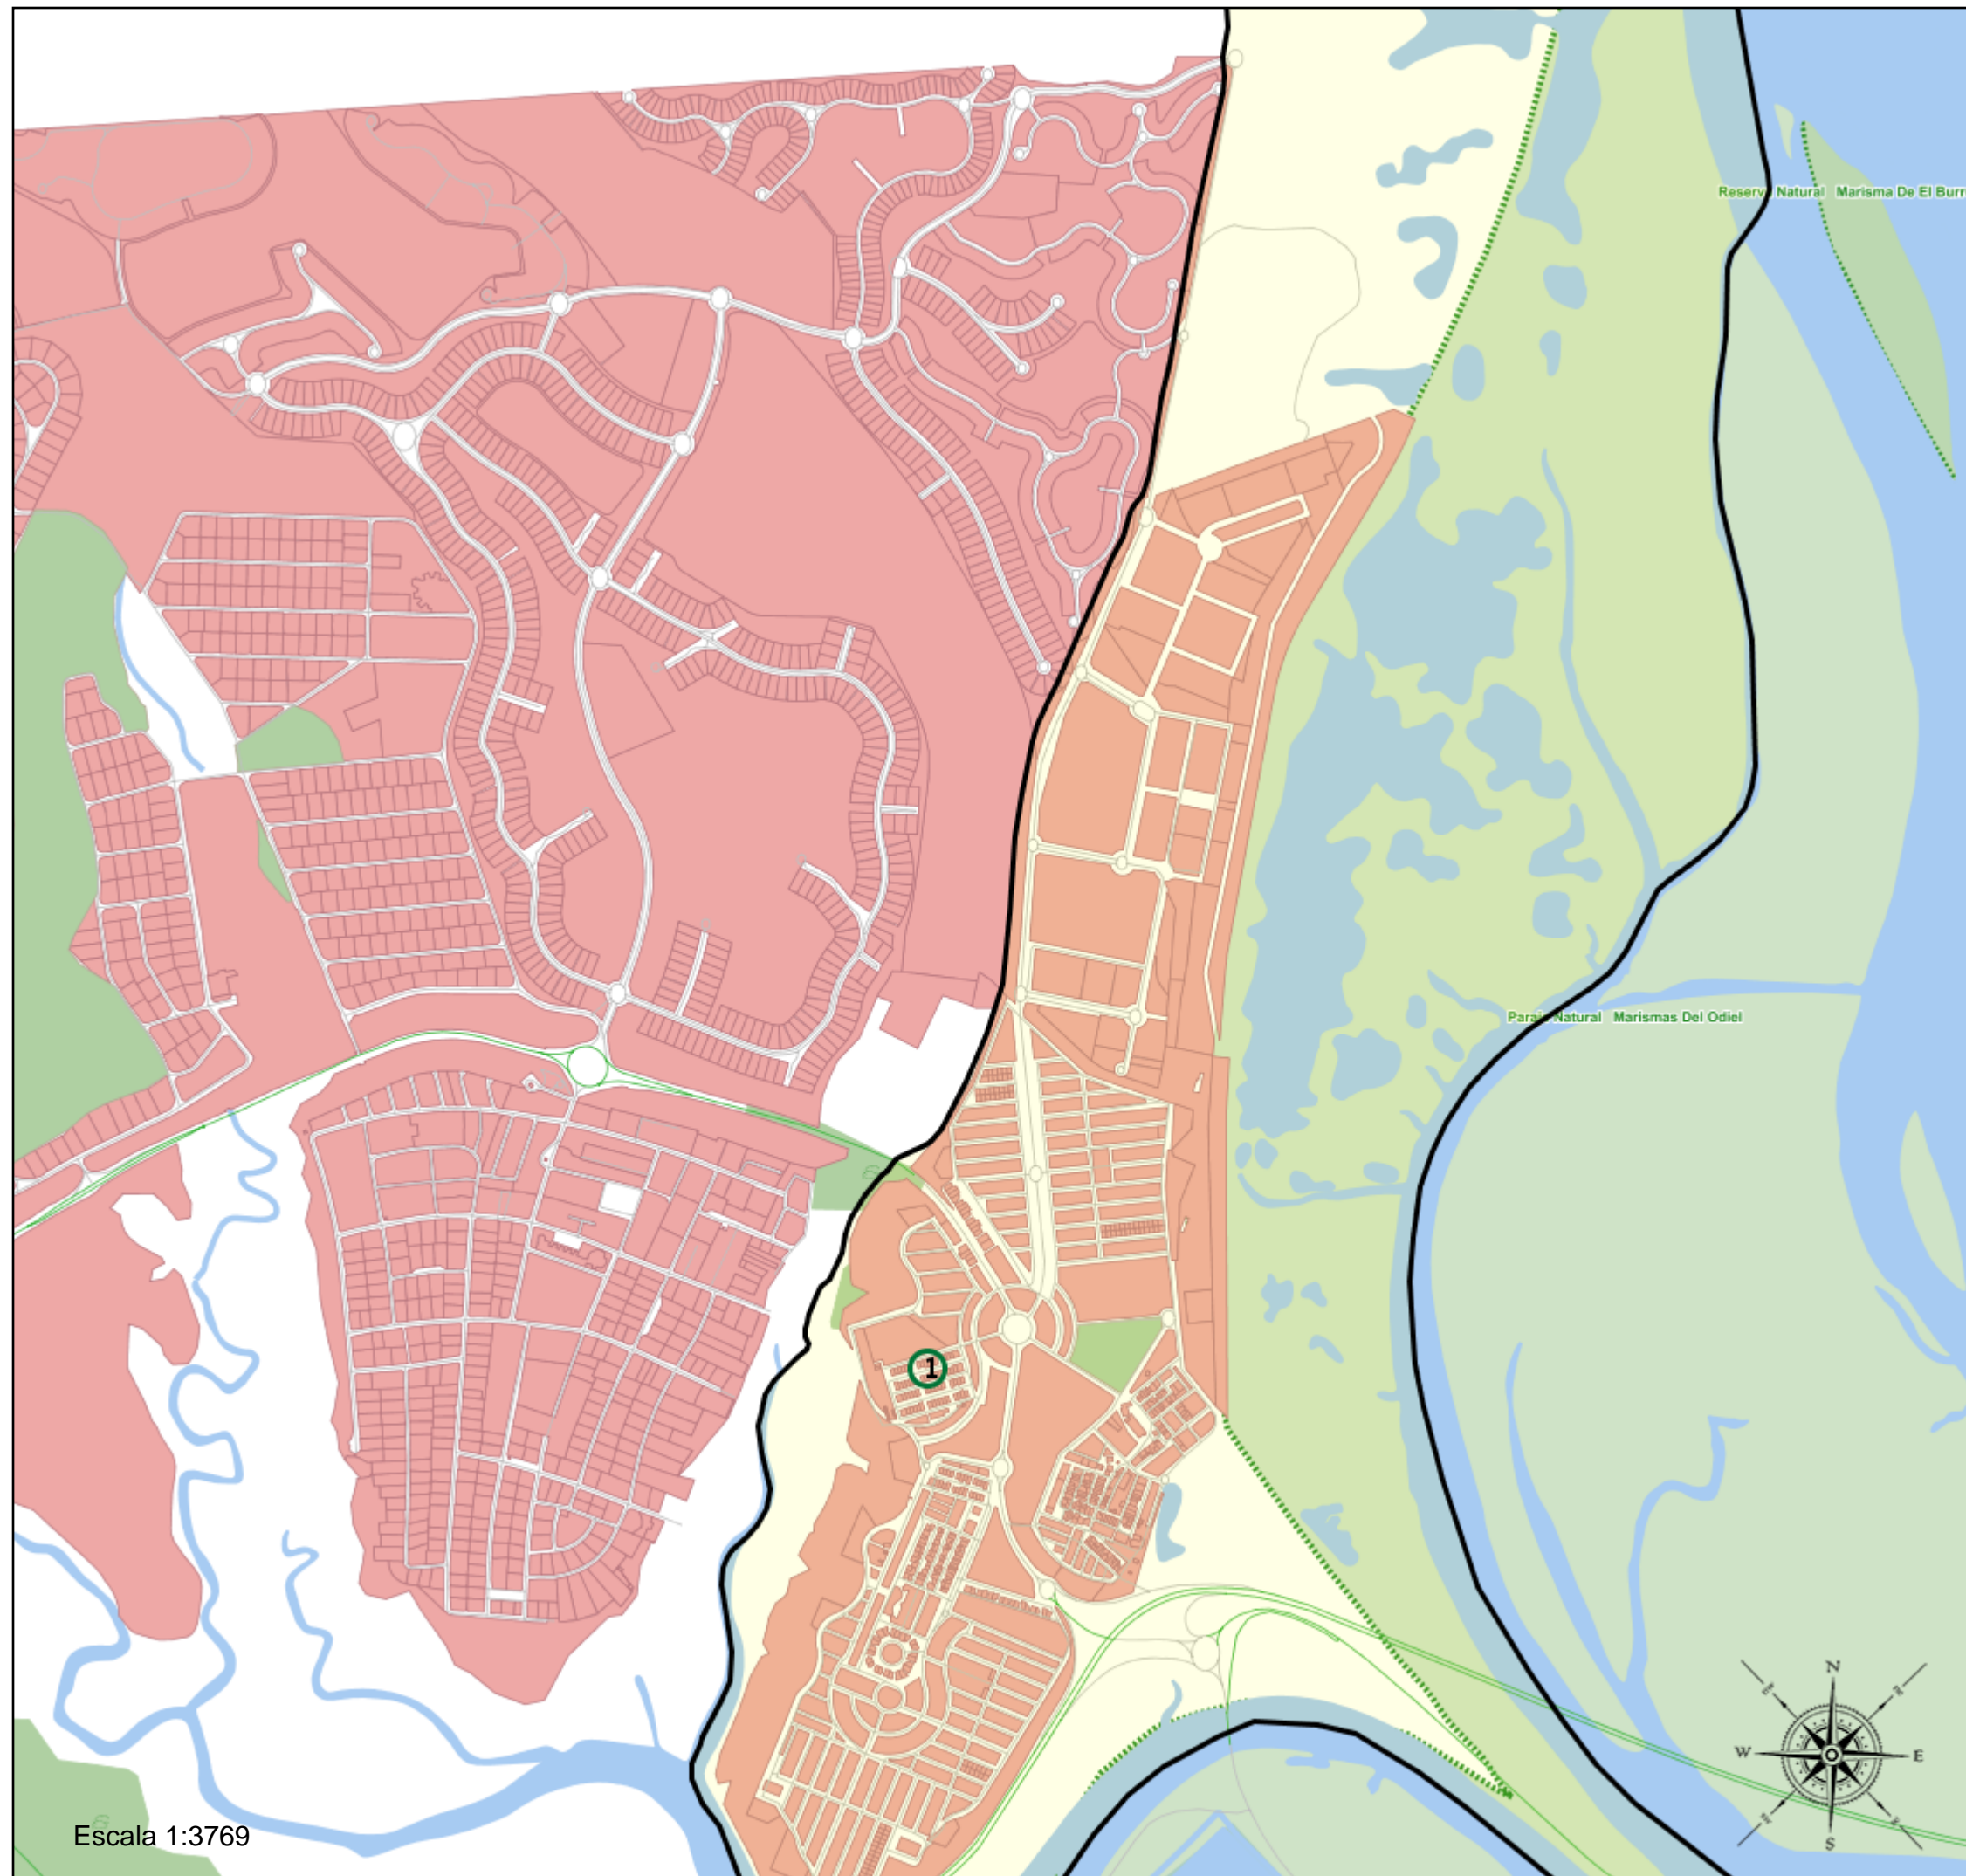 Reserva Natural Marisma De El Burr
Paraje Natural Marismas Del Odiel
1
N
W E
S
Escala 1:3769